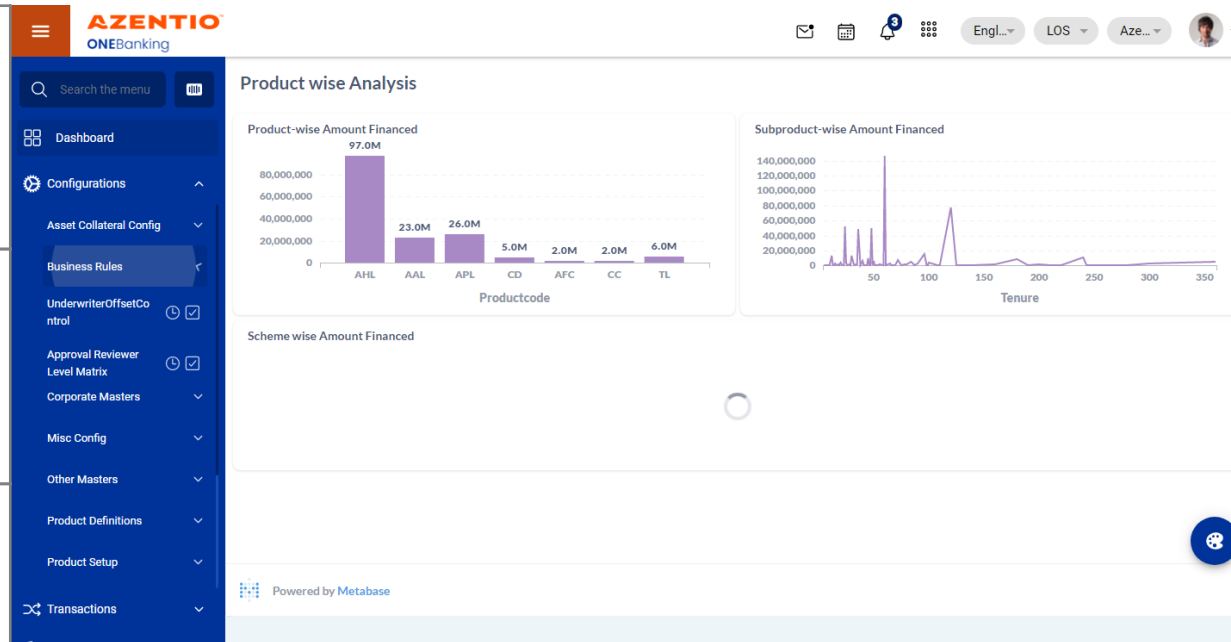 AZENTIO
ONEBanking
3
Engl...
LOS
Aze...
Search the menu
Dashboard
Configurations
Asset Collateral Config
Business Rules
UnderwriterOffsetCo
ntrol
Approval Reviewer
Level Matrix
Corporate Masters
Misc Config
Other Masters
Product Definitions
Product Setup
Transactions
Product wise Analysis
Product-wise Amount Financed
97.0M
80,000,000
60,000,000
40,000,000
20,000,000
0
23.0M
26.0M
5.0M
2.0M
2.0M
6.0M
AHL AAL APL CD AFC CC TL
Productcode
Subproduct-wise Amount Financed
140,000,000
120,000,000
100,000,000
80,000,000
60,000,000
40,000,000
20,000,000
0
50 100 150 200 250 300 350
Tenure
Scheme wise Amount Financed
Powered by Metabase